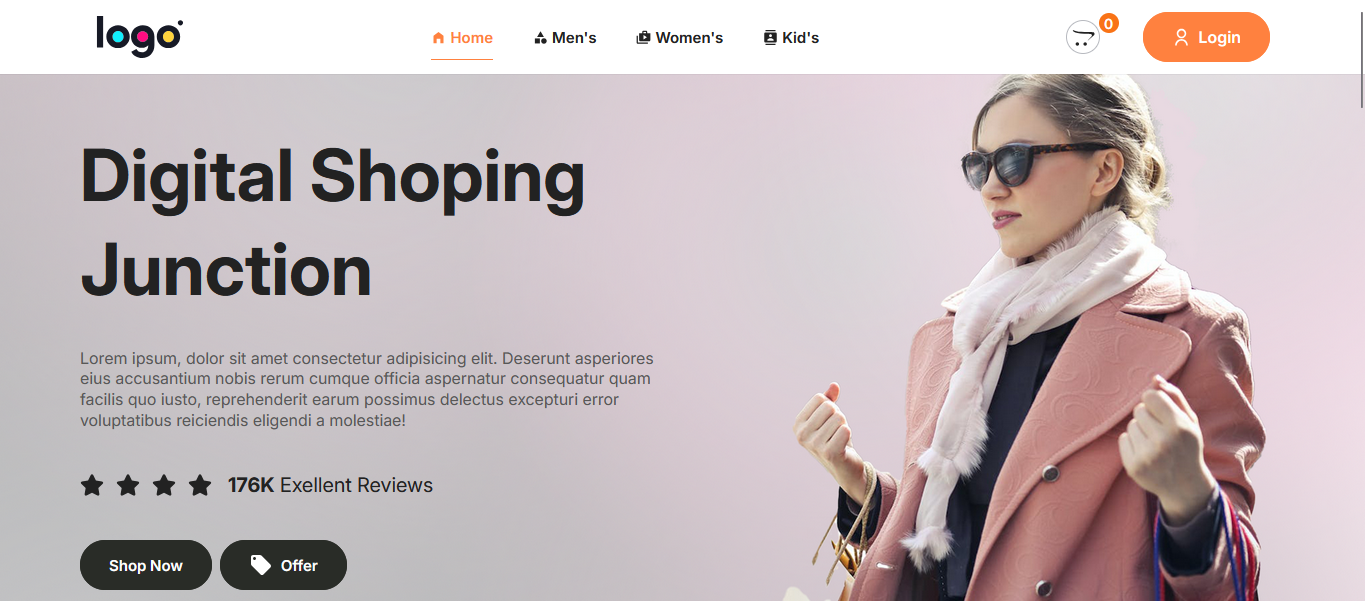 logo
Home Men's Women's Kid's 0 Login
Digital Shoping
Junction
Lorem ipsum, dolor sit amet consectetur adipisicing elit. Deserunt asperiores
eius accusantium nobis rerum cumque officia aspernatur consequatur quam
facilis quo iusto, reprehenderit earum possimus delectus excepturi error
voluptatibus reiciendis eligendi a molestiae!
176K Exellent Reviews
Shop Now Offer